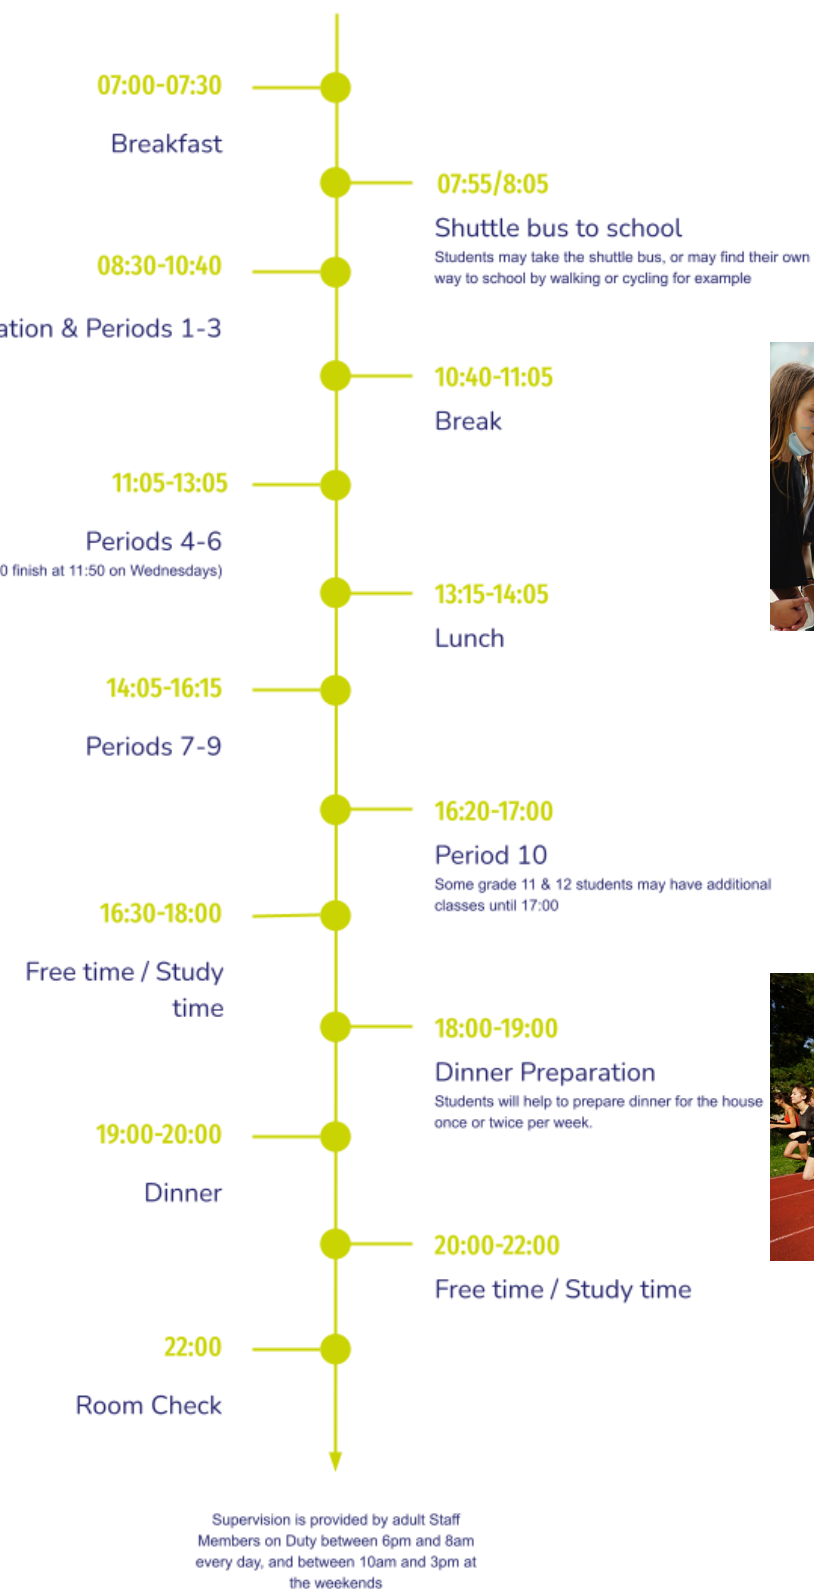 07:00-07:30
Breakfast
07:55/8:05
Shuttle bus to school
Students may take the shuttle bus, or may find their own
way to school by walking or cycling for example
08:30-10:40
& Periods 1-3
10:40-11:05
Break
11:05-13:05
Periods 4-6
finish at 11:50 on Wednesdays)
13:15-14:05
Lunch
14:05-16:15
Periods 7-9
16:20-17:00
Period 10
Some grade 11 & 12 students may have additional
classes until 17:00
16:30-18:00
Free time / Study
time
18:00-19:00
Dinner Preparation
Students will help to prepare dinner for the house
once or twice per week.
19:00-20:00
Dinner
20:00-22:00
Free time / Study time
22:00
Room Check
Supervision is provided by adult Staff
Members on Duty between 6pm and 8am
every day, and between 10am and 3pm at
the weekends